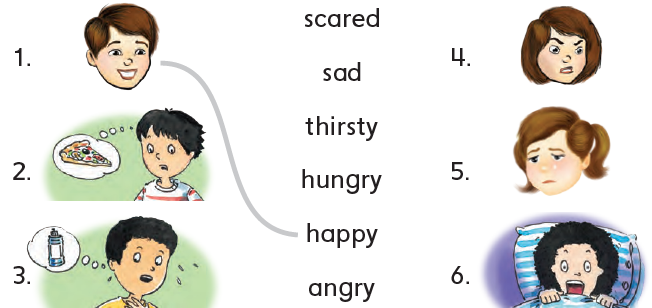 1.
2.
3.
scared
sad
thirsty
hungry
happy
angry
4.
5.
6.